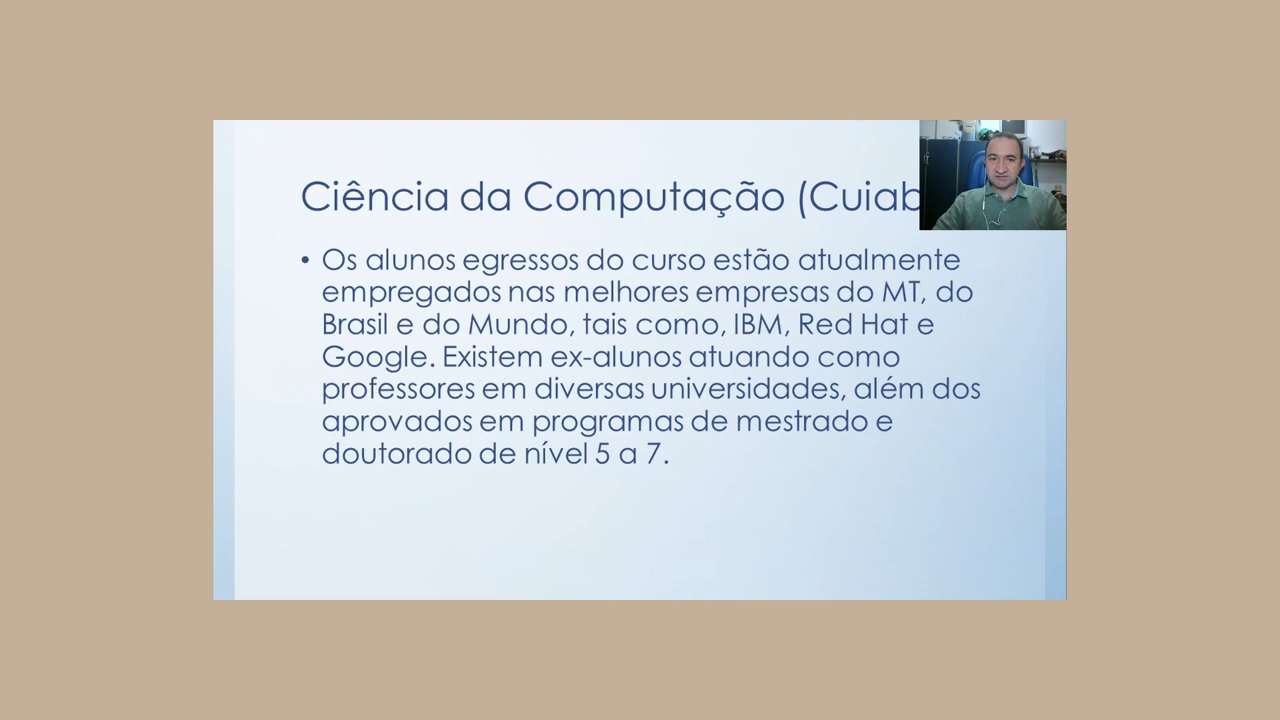 Ciência da Computação (Cuiab
• Os alunos egressos do curso estão atualmente
empregados nas melhores empresas do MT, do
Brasil e do Mundo, tais como, IBM, Red Hat e
Google. Existem ex-alunos atuando como
professores em diversas universidades, além dos
aprovados em programas de mestrado e
doutorado de nível 5 a 7.